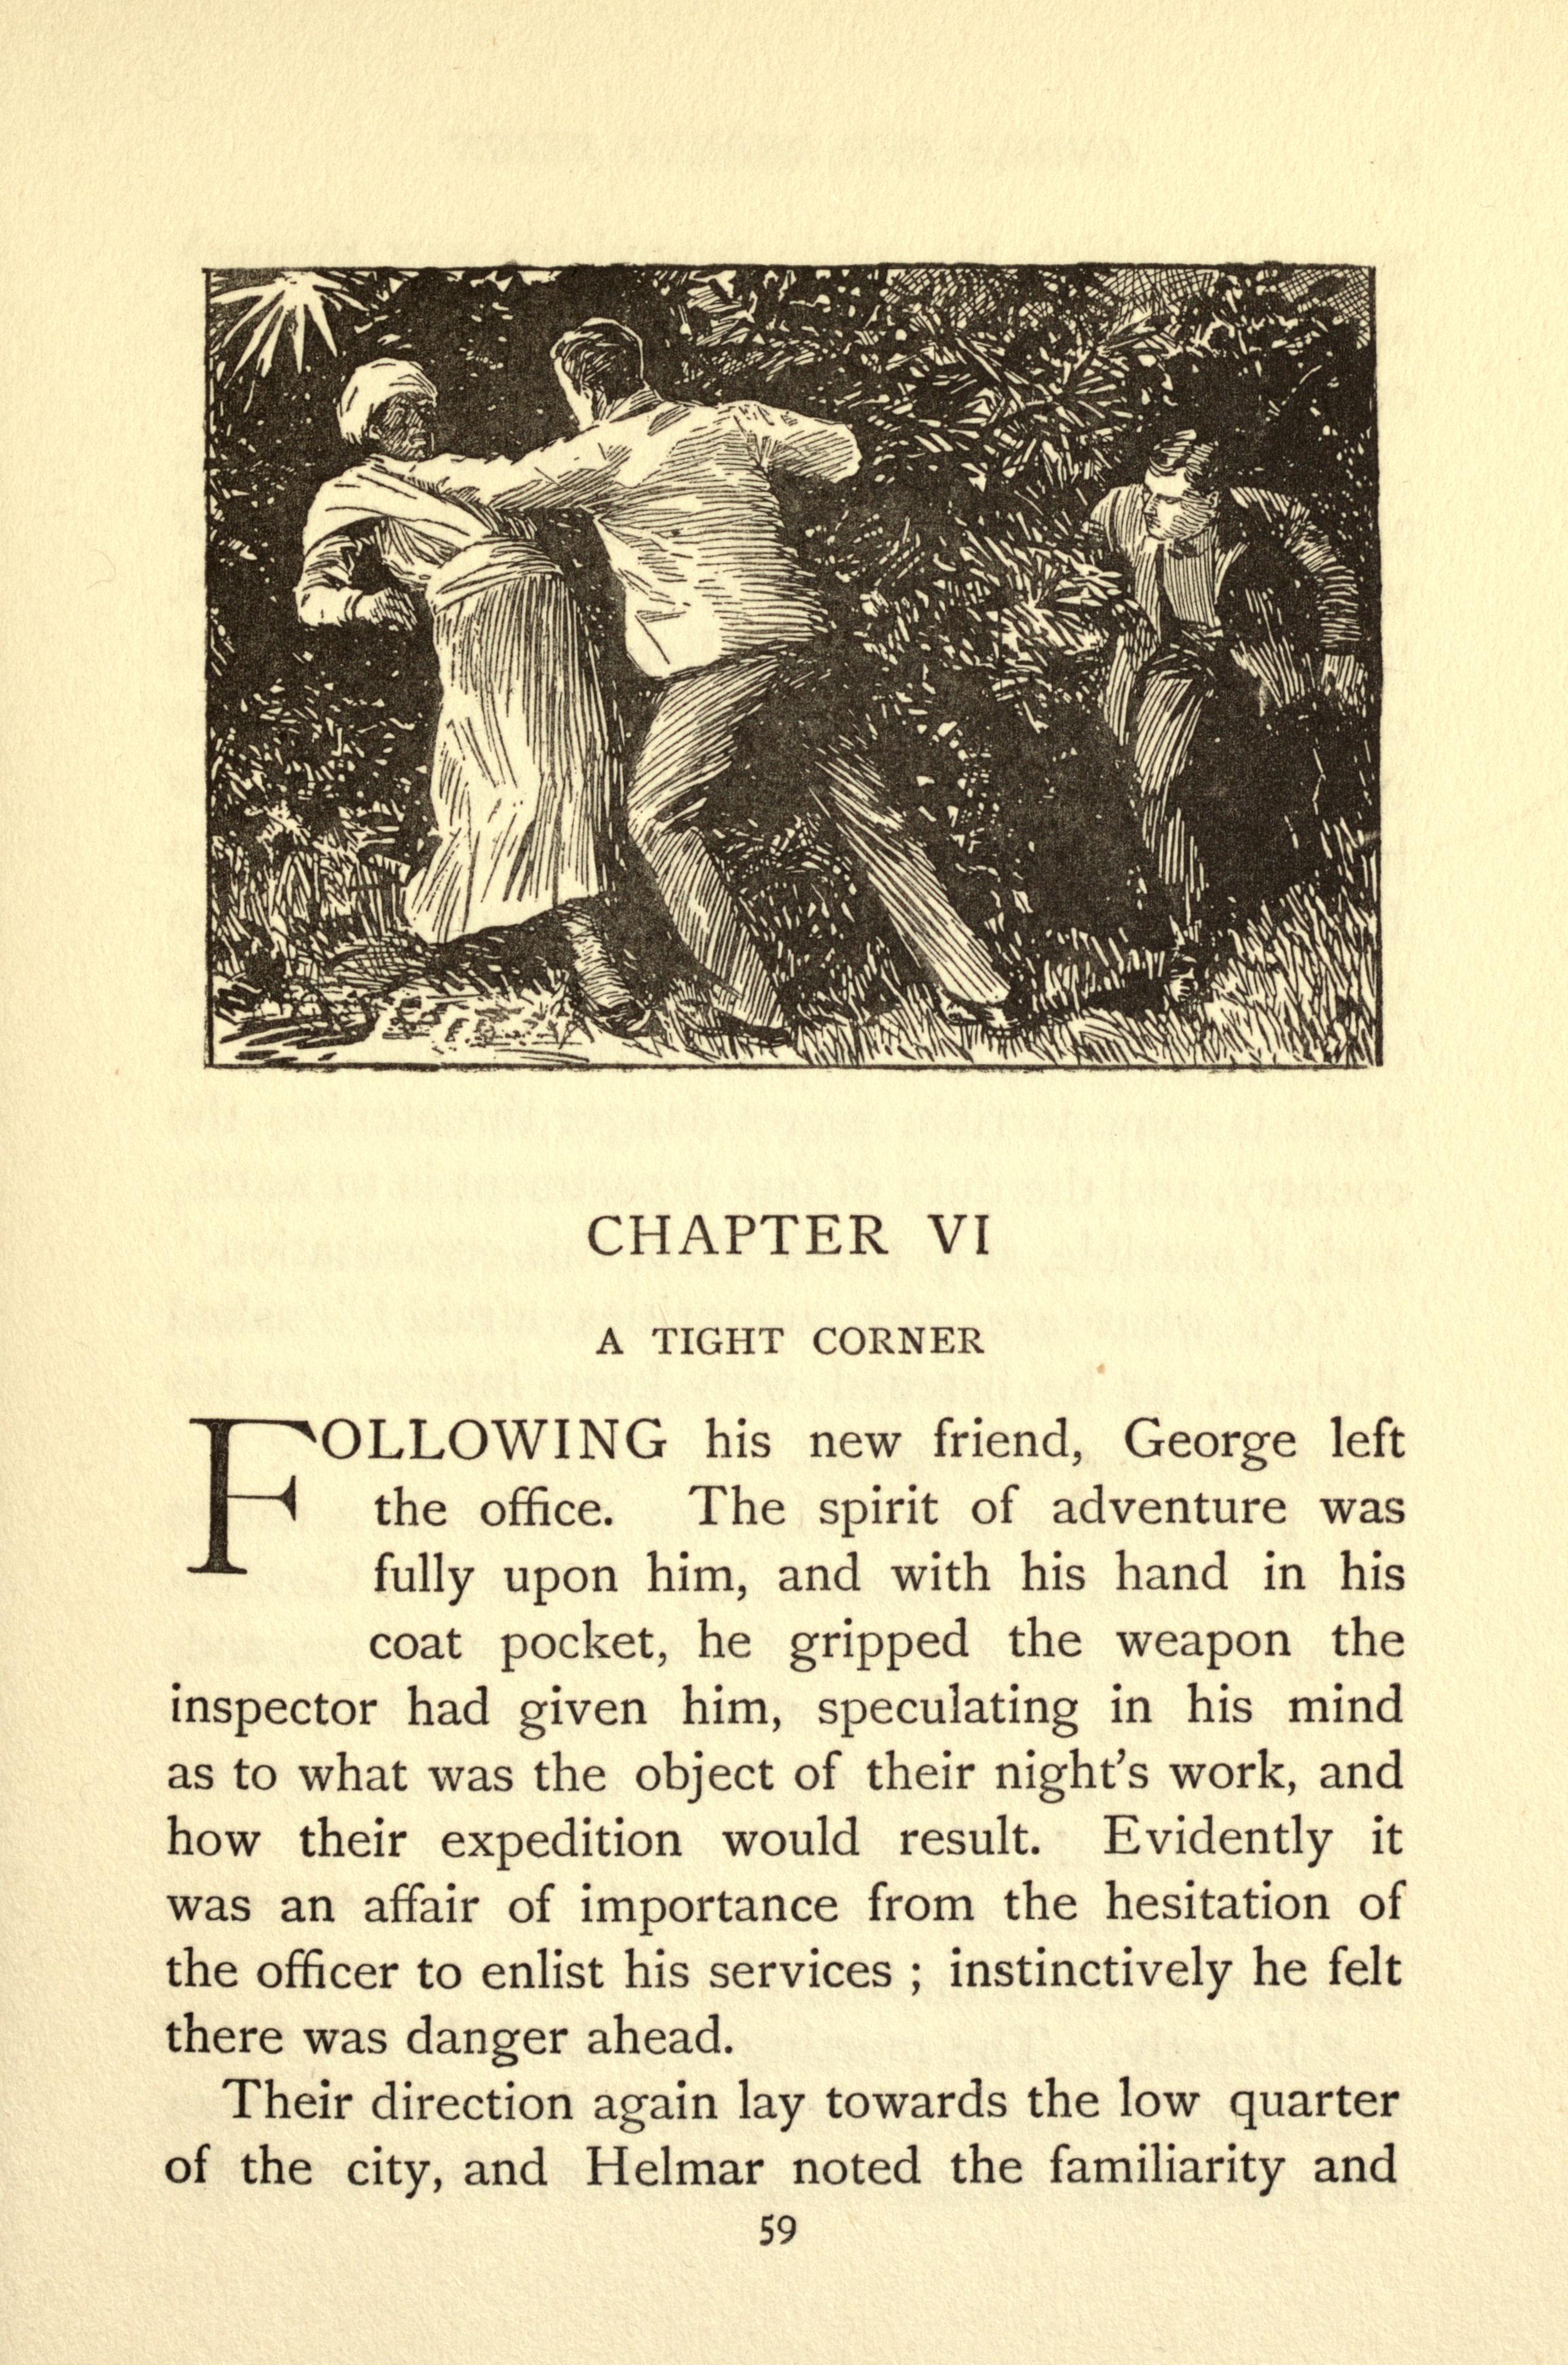 CHAPTER VI
A TIGHT CORNER
FOLLOWING his new friend, George left
the office. The spirit of adventure was
fully upon him, and with his hand in his
coat pocket, he gripped the weapon the
inspector had given him, speculating in his mind
as to what was the object of their night's work, and
how their expedition would result. Evidently it
was an affair of importance from the hesitation of
the officer to enlist his services ; instinctively he felt
there was danger ahead.
Their direction again lay towards the low quarter
of the city, and Helmar noted the familiarity and
59